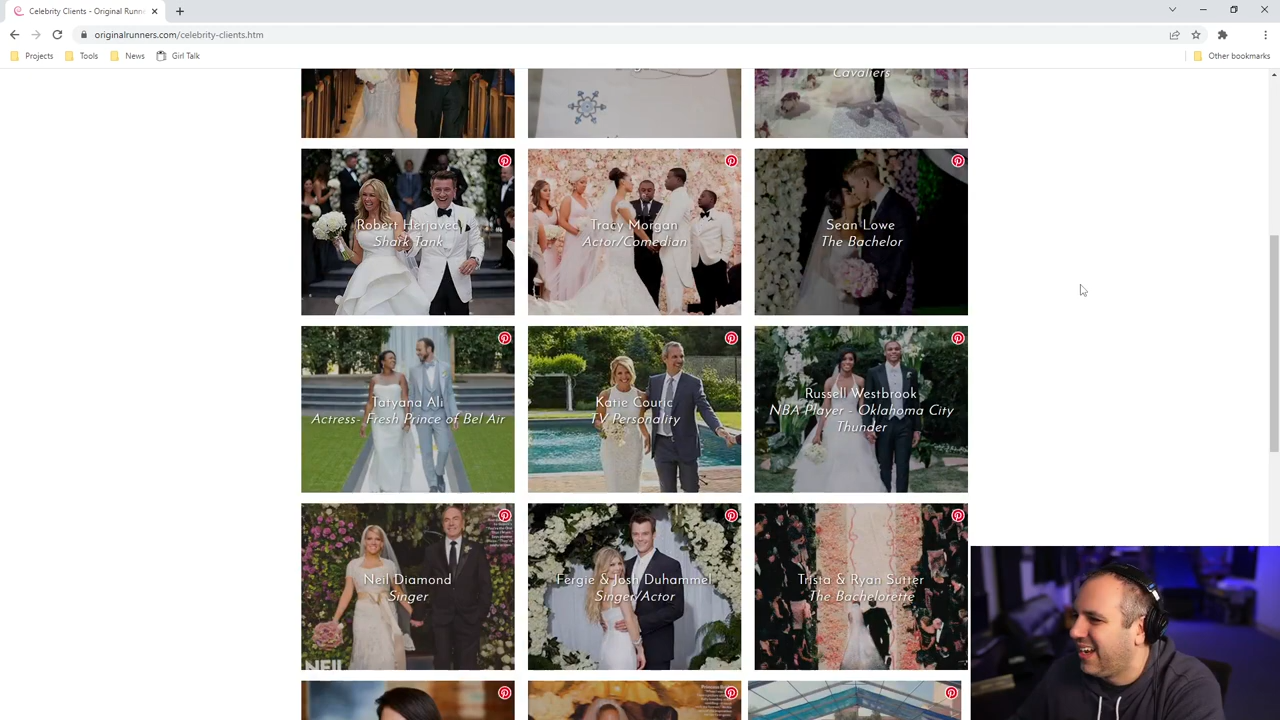 Celebrity Clients - Original Runn
originalrunners.com/celebrity-clients.htm
Projects
Tools
News
Girl Talk
Other bookmarks
Cavaliers
Robert Herjavec
Shark Tank
Tracy Morgan
Actor/Comedian
Sean Lowe
The Bachelor
Tatyana Ali
Actress- Fresh Prince of Bel Air
Katie Couric
TV Personality
Russell Westbrook
NBA Player - Oklahoma City
Thunder
Neil Diamond
Singer
NEIL
Fergie & Josh Duhammel
Singer/Actor
Trista & Ryan Sutter
The Bachelorette